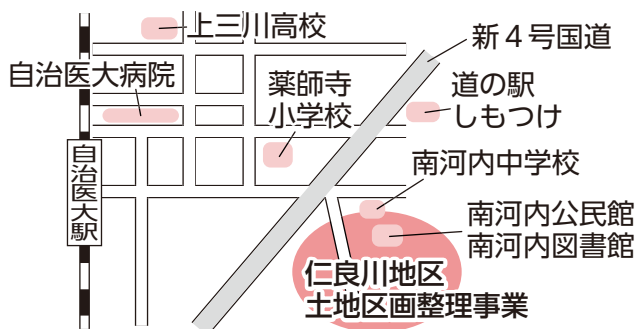 上三川高校
新4号国道
自治医大病院
薬師寺
小学校
道の駅
しもつけ
自治医大駅
南河内中学校
南河内公民館
南河内図書館
仁良川地区
土地区画整理事業